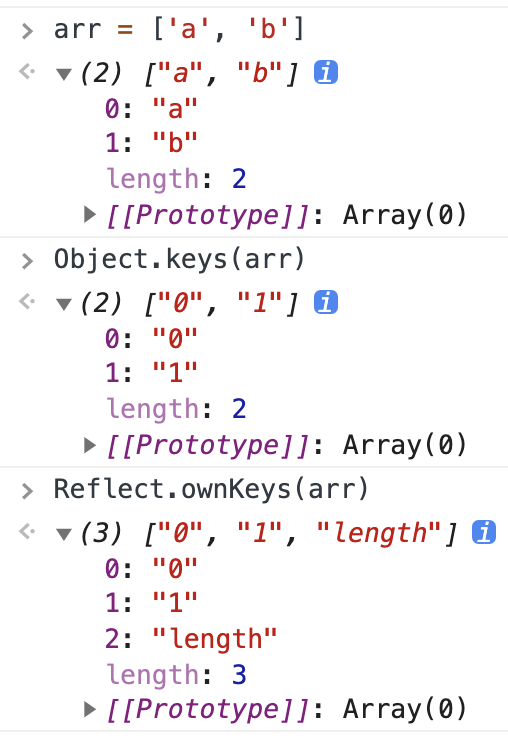 > arr = ['a', 'b']
<· ▼(2) ["a", "b"] i
0: "a"
1: "b"
length: 2
▶[[Prototype]]: Array(0)
> Object.keys(arr)
<· ▼(2) ["0", "1"] i
0: "0"
1: "1"
length: 2
▶[[Prototype]]: Array(0)
> Reflect.ownKeys(arr)
<· ▼(3) ["0", "1", "length"] i
0: "0"
1: "1"
2: "length"
length: 3
▶[[Prototype]]: Array(0)